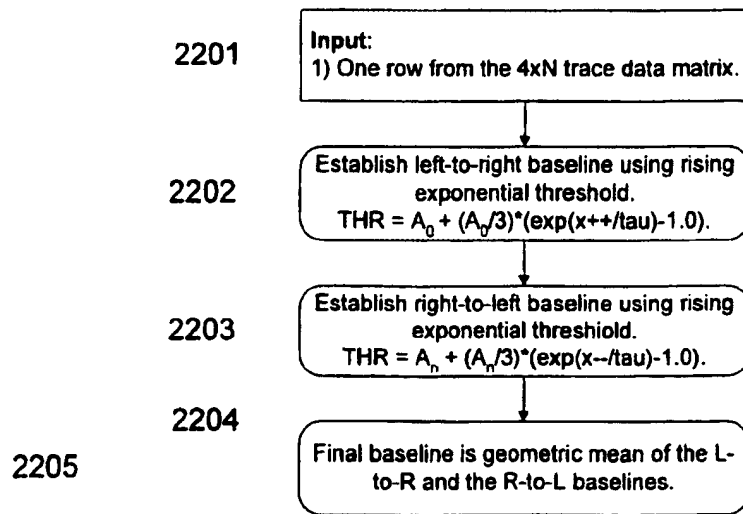 2201
Input:
1) One row from the 4xN trace data matrix.
2202
Establish left-to-right baseline using rising
exponential threshold.
THR = A₀ + (A₀/3)*(exp(x++/tau)-1.0).
2203
Establish right-to-left baseline using rising
exponential threshiold.
THR = Aₙ + (Aₙ/3)*(exp(x--/tau)-1.0).
2204
2205
Final baseline is geometric mean of the L-
to-R and the R-to-L baselines.